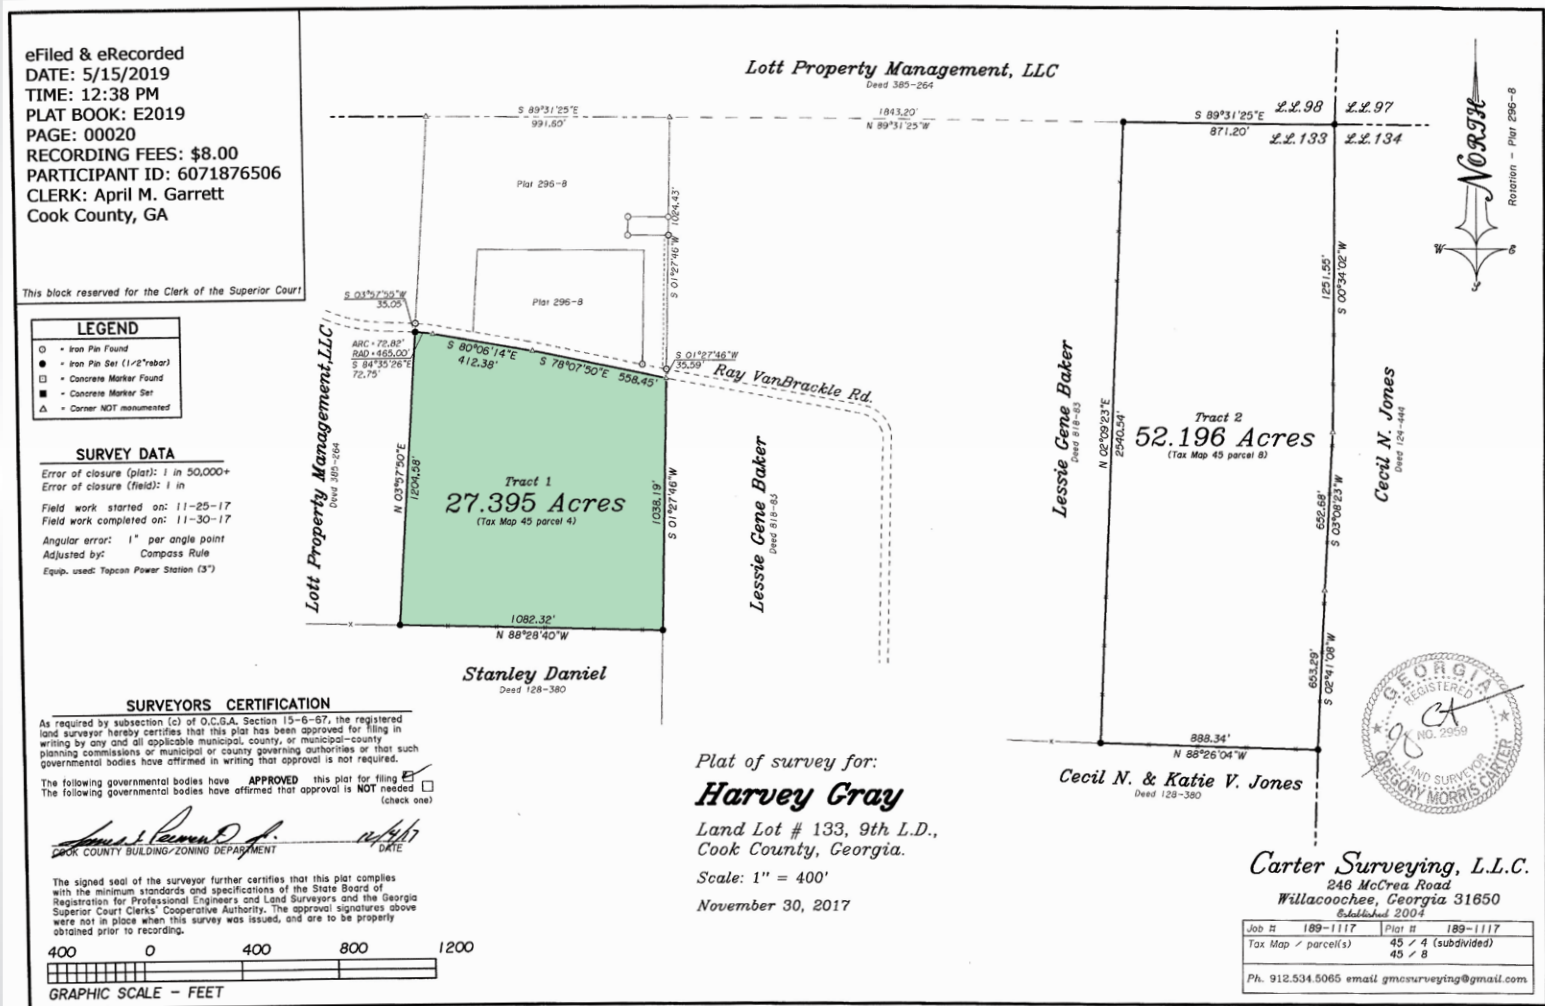 eFiled & eRecorded
DATE: 5/15/2019
TIME: 12:38 PM
PLAT BOOK: E2019
PAGE: 00020
RECORDING FEES: $8.00
PARTICIPANT ID: 6071876506
CLERK: April M. Garrett
Cook County, GA
This block reserved for the Clerk of the Superior Court
LEGEND
= Iron Pin Found
= Iron Pin Set (1/2"rebar)
= Concrete Marker Found
= Concrete Marker Set
= Corner NOT monumented
SURVEY DATA
Error of closure (plat): 1 in 50,000+
Error of closure (field): 1 in
Field work started on: 11-25-17
Field work completed on: 11-30-17
Angular error: 1" per angle point
Adjusted by: Compass Rule
Equip. used: Topcon Power Station (3")
SURVEYORS CERTIFICATION
As required by subsection (c) of O.C.G.A. Section 15-6-67, the registered
land surveyor hereby certifies that this plat has been approved for filing in
writing by any and all applicable municipal, county, or municipal-county
planning commissions or municipal or county governing authorities or that such
governmental bodies have affirmed in writing that approval is not required.
The following governmental bodies have APPROVED this plat for filing
The following governmental bodies have affirmed that approval is NOT needed
(check one)
12/4/17
COOK COUNTY BUILDING/ZONING DEPARTMENT DATE
The signed seal of the surveyor further certifies that this plat complies
with the minimum standards and specifications of the State Board of
Registration for Professional Engineers and Land Surveyors and the Georgia
Superior Court Clerks' Cooperative Authority. The approval signatures above
were not in place when this survey was issued, and are to be properly
obtained prior to recording.
400 0 400 800 1200
GRAPHIC SCALE - FEET
Lott Property Management, LLC
Deed 385-264
S 89°31'25"E
991.60'
1843.20'
N 89°31'25"W
S 89°31'25"E
871.20'
L.L.98 L.L.97
L.L.133 L.L.134
NORTH
Rotation - Plat 296-8
W E
S
Plat 296-8
1024.43'
S 01°27'46"W
Plat 296-8
S 03°57'55"W
35.05'
ARC=72.82'
RAD=465.00'
S 84°35'26"E
72.75'
S 80°06'14"E
412.38'
S 78°07'50"E 558.45'
S 01°27'46"W
35.59'
Ray VanBrackle Rd.
Lott Property Management,LLC
Deed 385-264
N 03°57'50"E
1204.58'
Tract 1
27.395 Acres
(Tax Map 45 parcel 4)
1038.19'
S 01°27'46"W
Lessie Gene Baker
Deed 818-83
1082.32'
N 88°28'40"W
Stanley Daniel
Deed 128-380
Lessie Gene Baker
Deed 818-83
N 02°09'23"E
2540.54'
Tract 2
52.196 Acres
(Tax Map 45 parcel 8)
1251.55'
S 00°34'02"W
Cecil N. Jones
Deed 124-444
652.68'
S 03°08'23"W
653.29'
S 02°41'08"W
888.34'
N 88°26'04"W
Cecil N. & Katie V. Jones
Deed 128-380
GEORGIA
REGISTERED
NO. 2959
LAND SURVEYOR
GREGORY MORRIS CARTER
Plat of survey for:
Harvey Gray
Land Lot # 133, 9th L.D.,
Cook County, Georgia.
Scale: 1" = 400'
November 30, 2017
Carter Surveying, L.L.C.
246 McCrea Road
Willacoochee, Georgia 31650
Established 2004
Job # 189-1117 Plat # 189-1117
Tax Map / parcel(s) 45 / 4 (subdivided)
45 / 8
Ph. 912.534.5065 email gmcsurveying@gmail.com